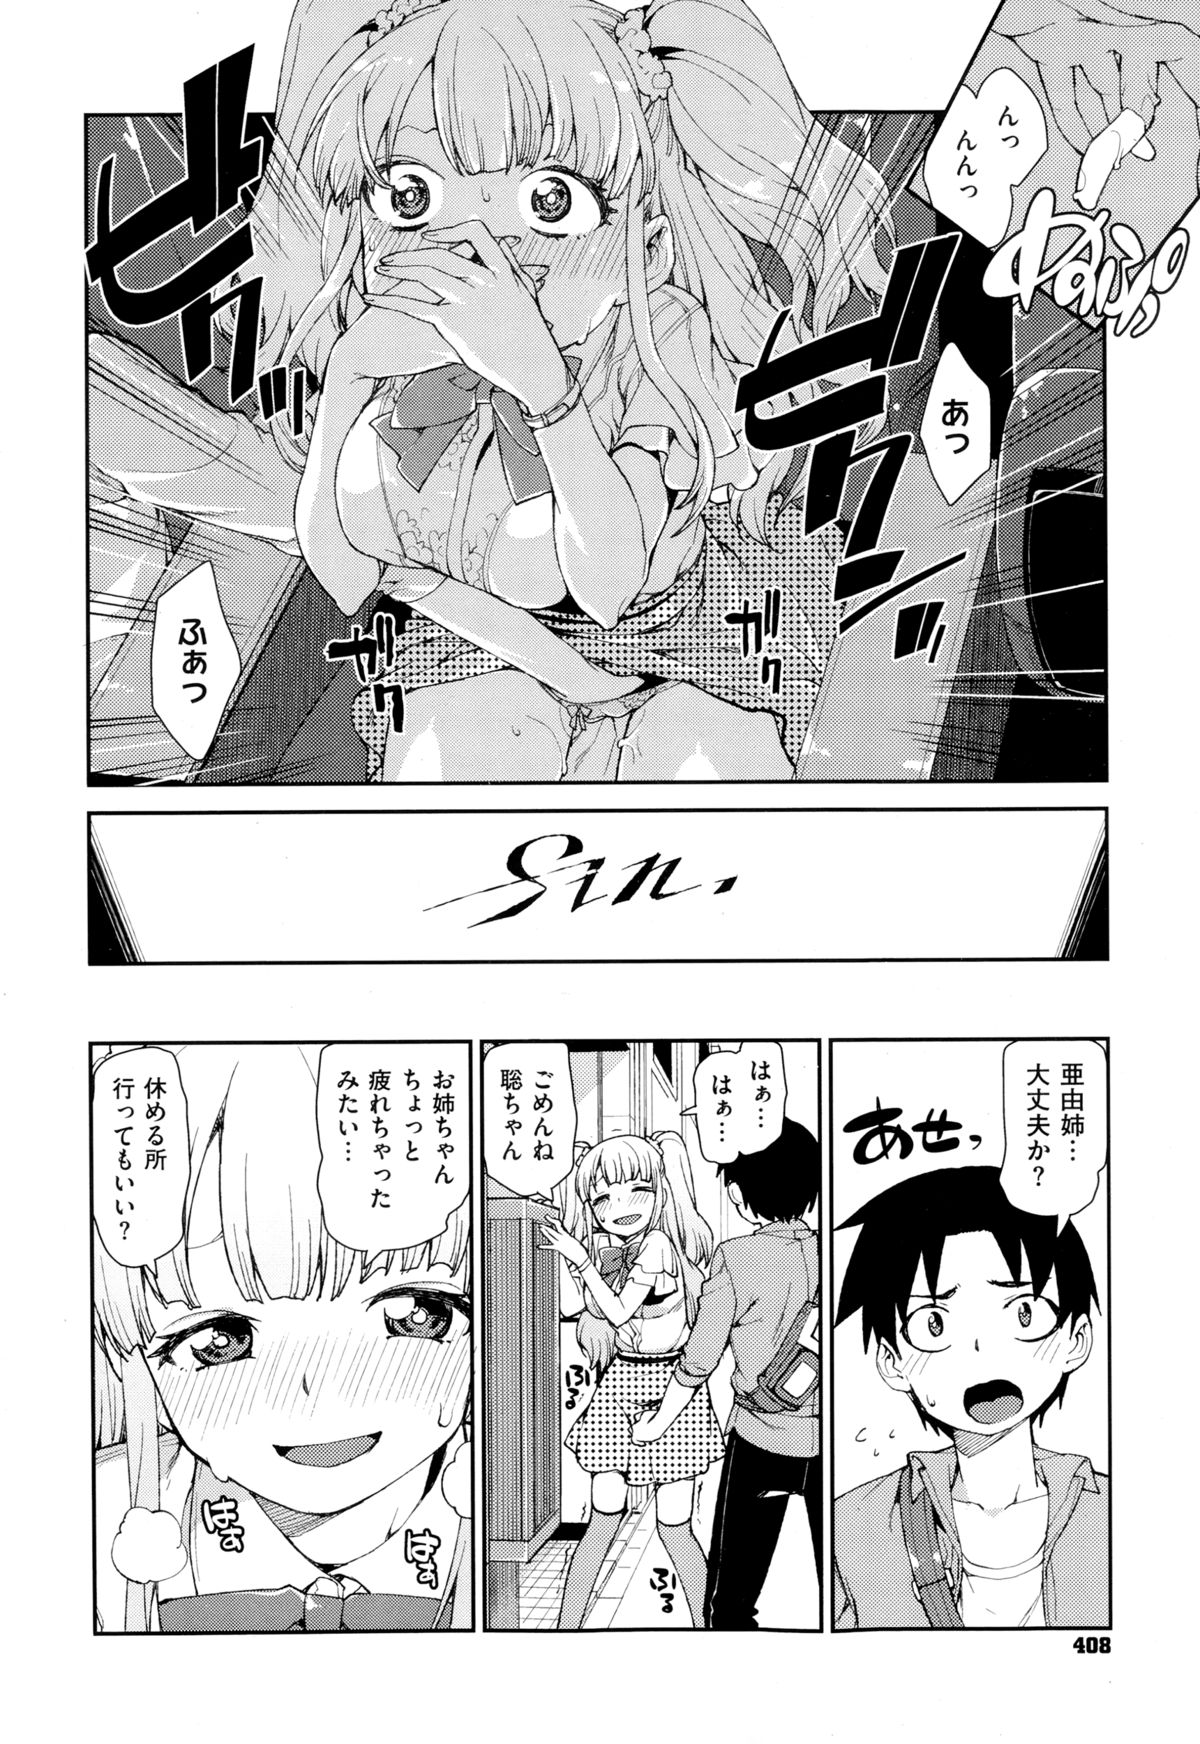 んっ
んんっ
ぬぷぷっ
あっ
ビクッ
ビクッ
ガク
ガク
ふぁっ
Sin.
亜由姉…
大丈夫か?
あせっ
はぁ…
はぁ…
ごめんね
聡ちゃん
ふる
ふる
お姉ちゃん
ちょっと
疲れちゃった
みたい…
休める所
行ってもいい?
はぁ
はぁ
408